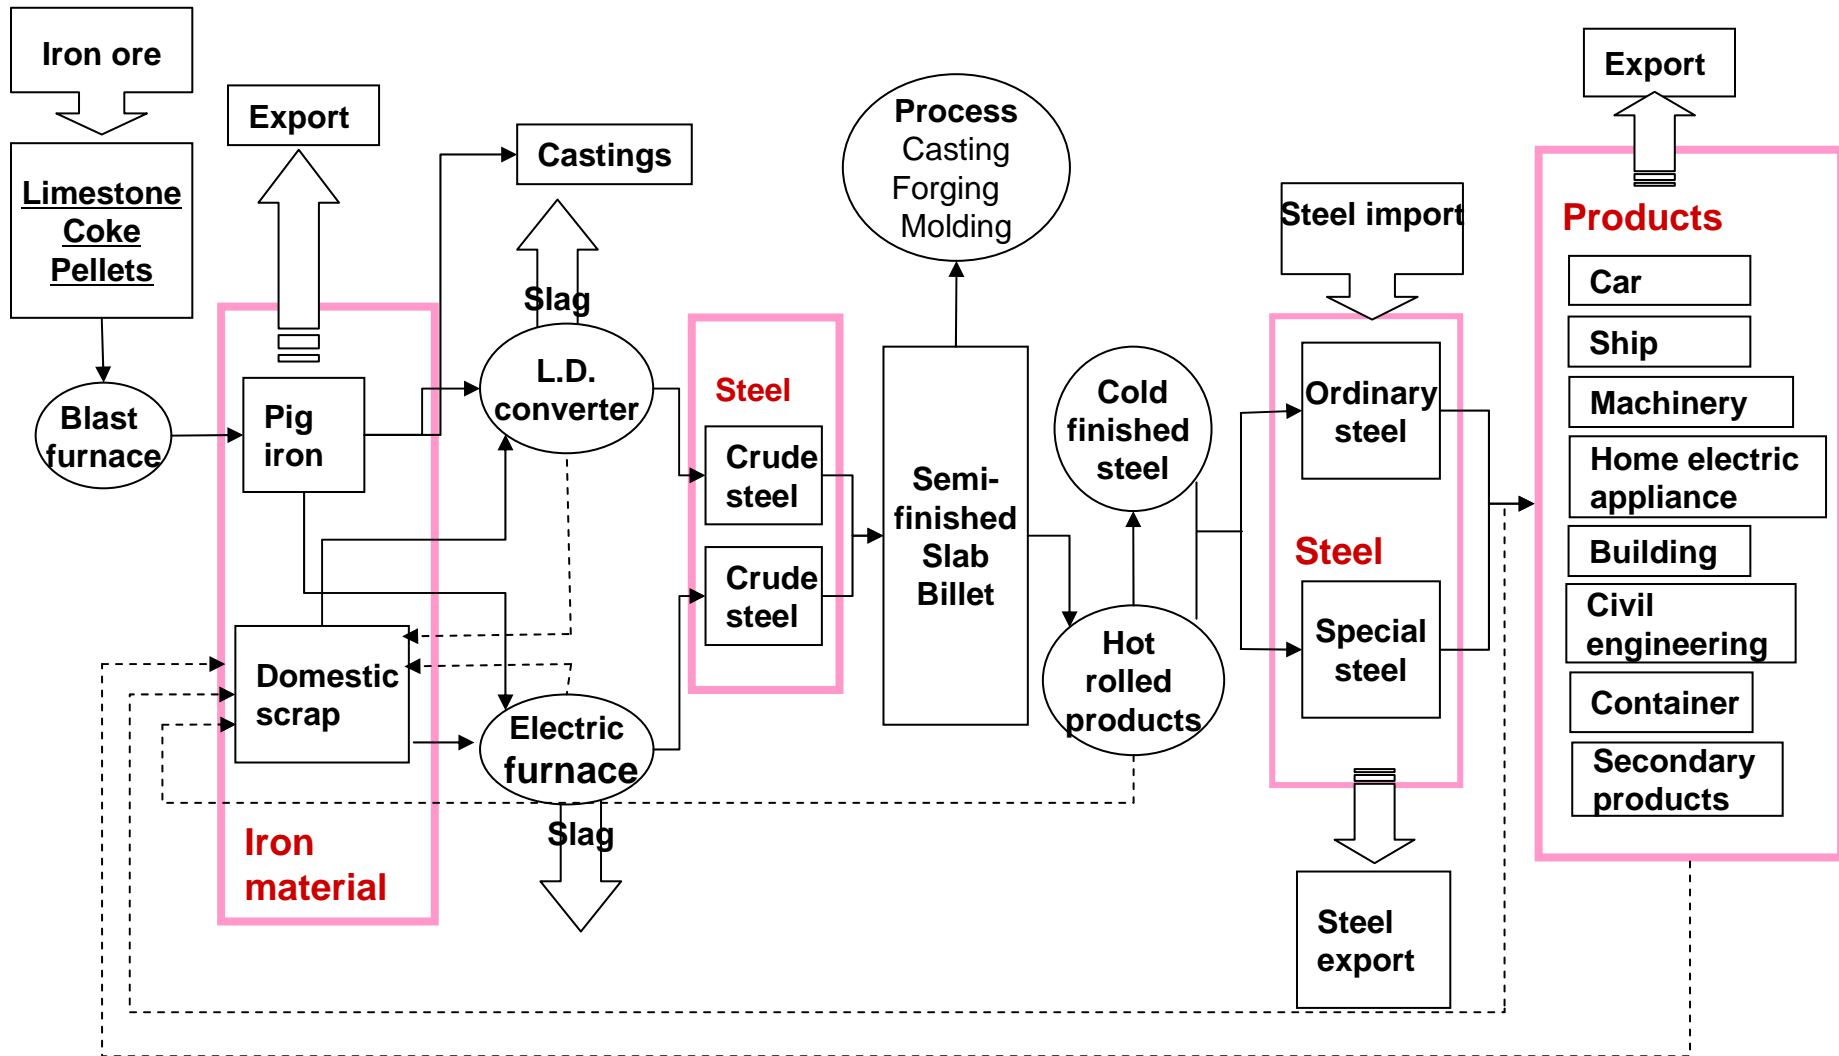 Iron ore
Limestone
Coke
Pellets
Blast
furnace
Export
Pig
iron
Domestic
scrap
Iron
material
Castings
Slag
L.D.
converter
Electric
furnace
Slag
Steel
Crude
steel
Crude
steel
Process
Casting
Forging
Molding
Semi-
finished
Slab
Billet
Cold
finished
steel
Hot
rolled
products
Steel import
Ordinary
steel
Steel
Special
steel
Steel
export
Export
Products
Car
Ship
Machinery
Home electric
appliance
Building
Civil
engineering
Container
Secondary
products